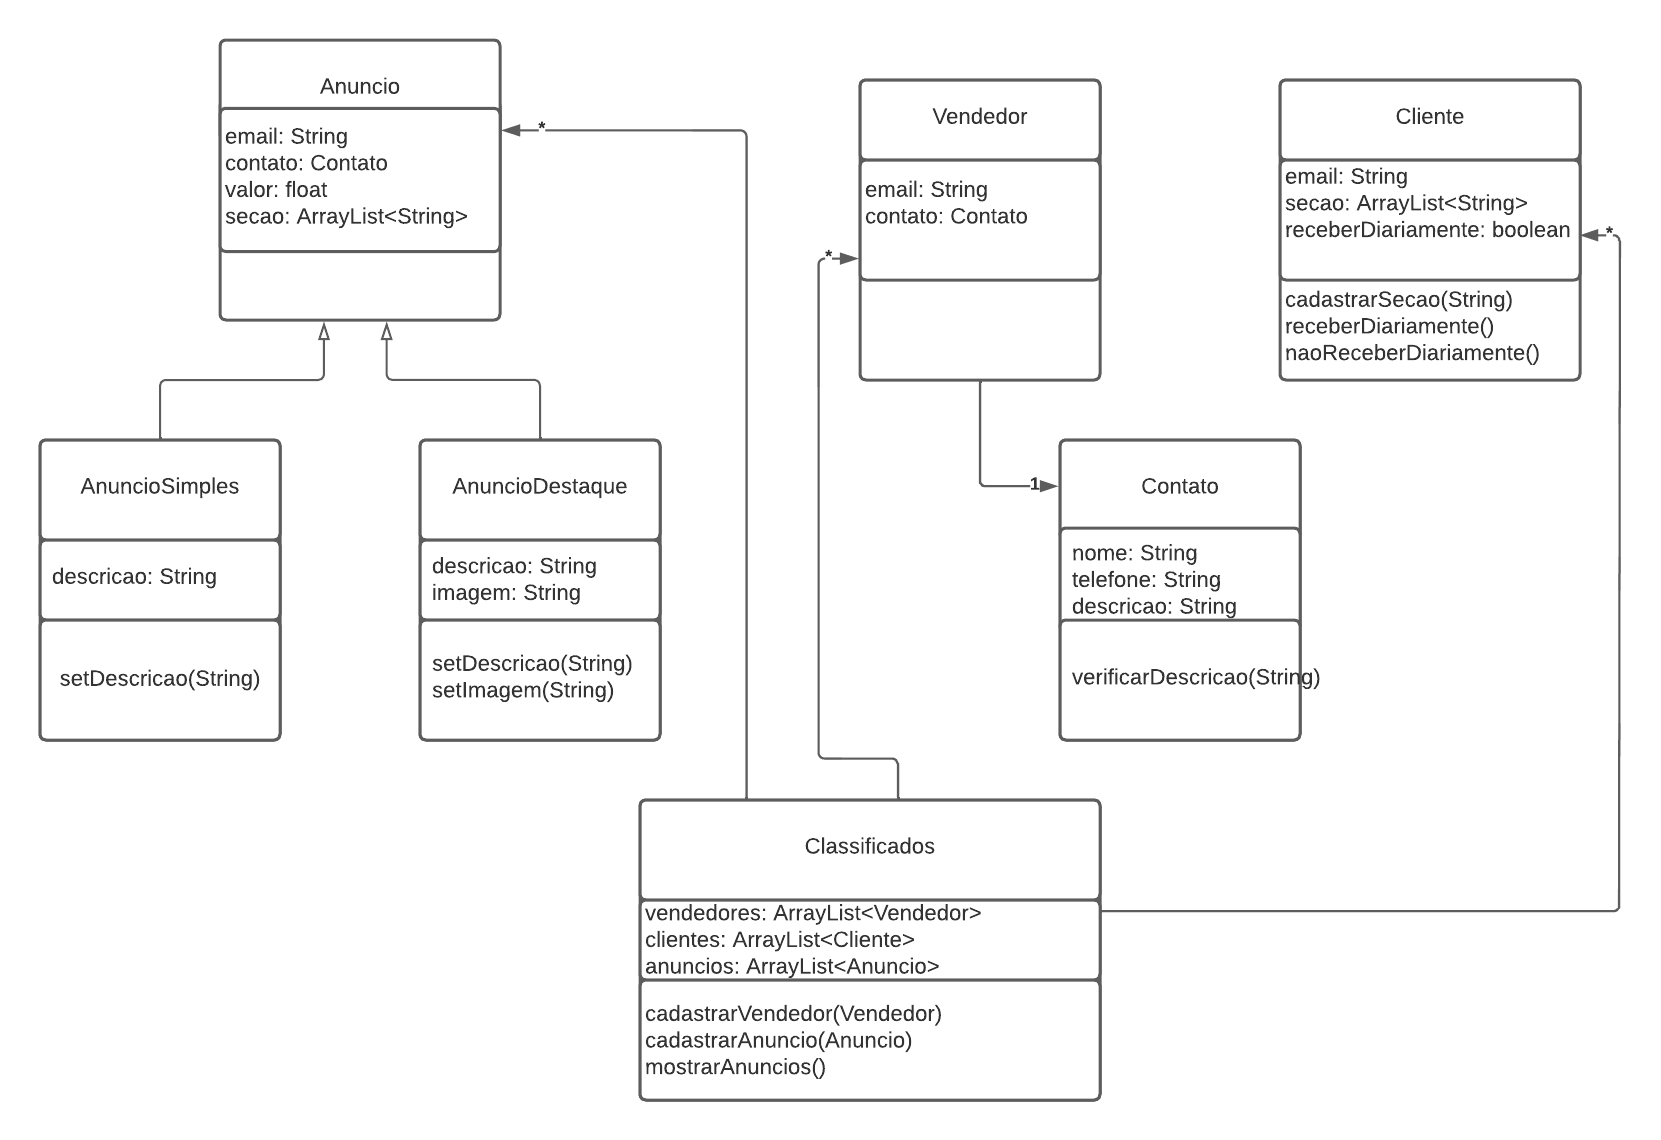 Anuncio
email: String
contato: Contato
valor: float
secao: ArrayList<String>
*
Vendedor
email: String
contato: Contato
*
Cliente
email: String
secao: ArrayList<String>
receberDiariamente: boolean
*
cadastrarSecao(String)
receberDiariamente()
naoReceberDiariamente()
AnuncioSimples
descricao: String
setDescricao(String)
AnuncioDestaque
descricao: String
imagem: String
setDescricao(String)
setImagem(String)
1
Contato
nome: String
telefone: String
descricao: String
verificarDescricao(String)
Classificados
vendedores: ArrayList<Vendedor>
clientes: ArrayList<Cliente>
anuncios: ArrayList<Anuncio>
cadastrarVendedor(Vendedor)
cadastrarAnuncio(Anuncio)
mostrarAnuncios()